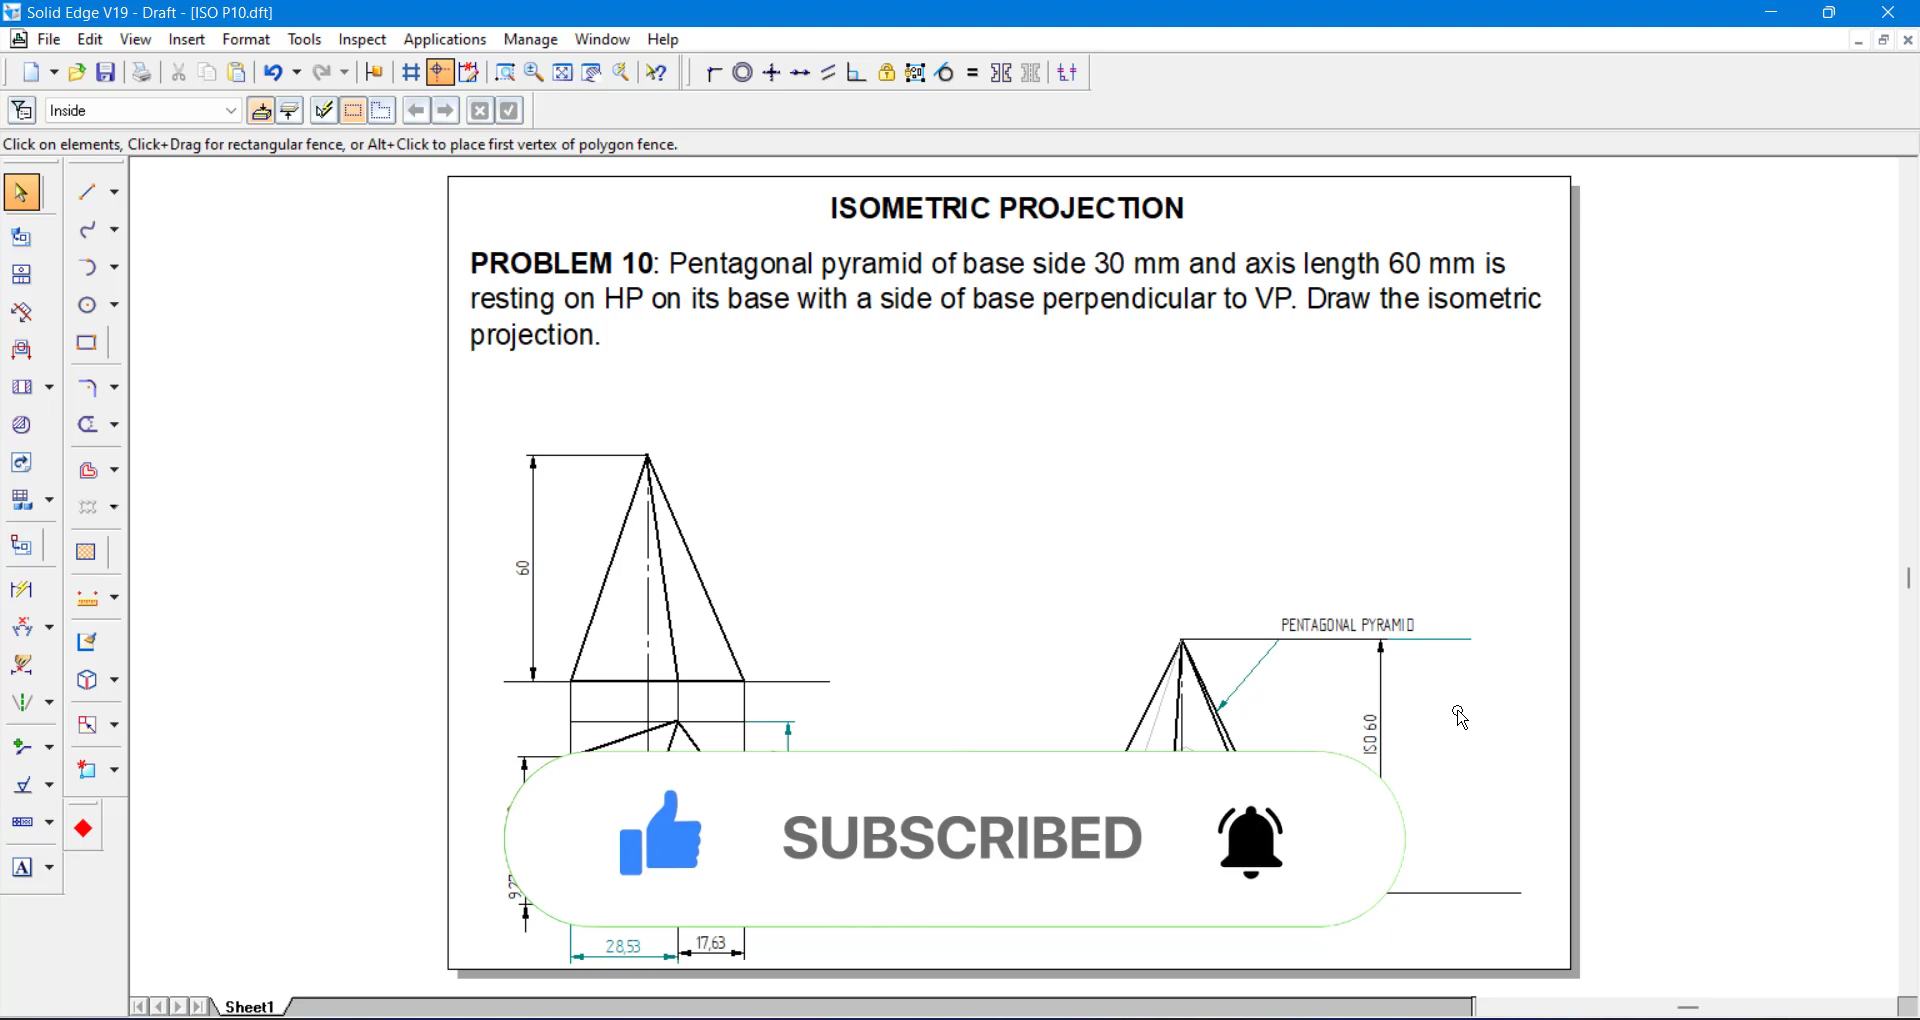 Solid Edge V19 - Draft - [ISO P10.dft]
File Edit View Insert Format Tools Inspect Applications Manage Window Help
Inside
Click on elements, Click+Drag for rectangular fence, or Alt+Click to place first vertex of polygon fence.
ISOMETRIC PROJECTION
PROBLEM 10: Pentagonal pyramid of base side 30 mm and axis length 60 mm is
resting on HP on its base with a side of base perpendicular to VP. Draw the isometric
projection.
60
PENTAGONAL PYRAMID
ISO 60
SUBSCRIBED
28,53
17,63
A
Sheet1